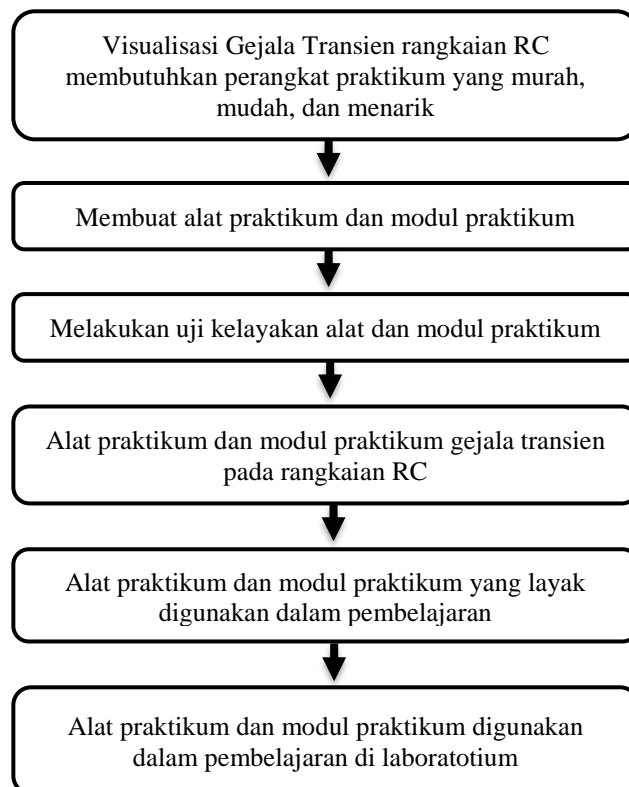 Visualisasi Gejala Transien rangkaian RC
membutuhkan perangkat praktikum yang murah,
mudah, dan menarik
Membuat alat praktikum dan modul praktikum
Melakukan uji kelayakan alat dan modul praktikum
Alat praktikum dan modul praktikum gejala transien
pada rangkaian RC
Alat praktikum dan modul praktikum yang layak
digunakan dalam pembelajaran
Alat praktikum dan modul praktikum digunakan
dalam pembelajaran di laboratotium